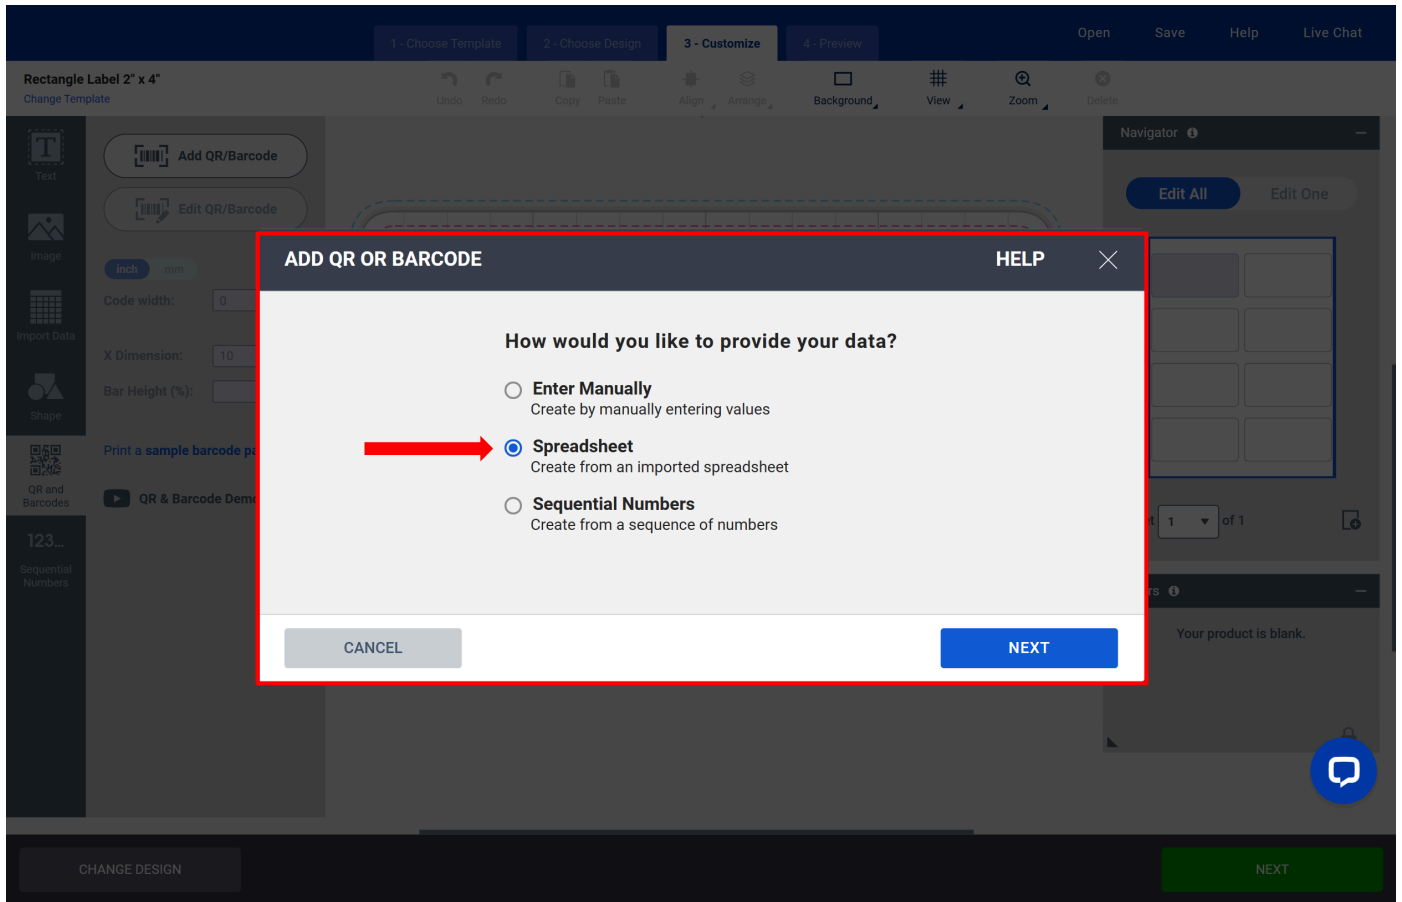 1 - Choose Template
2 - Choose Design
3 - Customize
4 - Preview
Open
Save
Help
Live Chat
Rectangle Label 2" x 4"
Change Template
Undo
Redo
Copy
Paste
Align
Arrange
Background
View
Zoom
Delete
Text
Image
Import Data
Shape
QR and
Barcodes
123...
Sequential
Numbers
Add QR/Barcode
Edit QR/Barcode
inch
mm
Code width:
0
X Dimension:
10
Bar Height (%):
Print a sample barcode pa
QR & Barcode Demo
ADD QR OR BARCODE
HELP
How would you like to provide your data?
Enter Manually
Create by manually entering values
Spreadsheet
Create from an imported spreadsheet
Sequential Numbers
Create from a sequence of numbers
CANCEL
NEXT
Navigator
Edit All
Edit One
t 1 of 1
rs
Your product is blank.
CHANGE DESIGN
NEXT